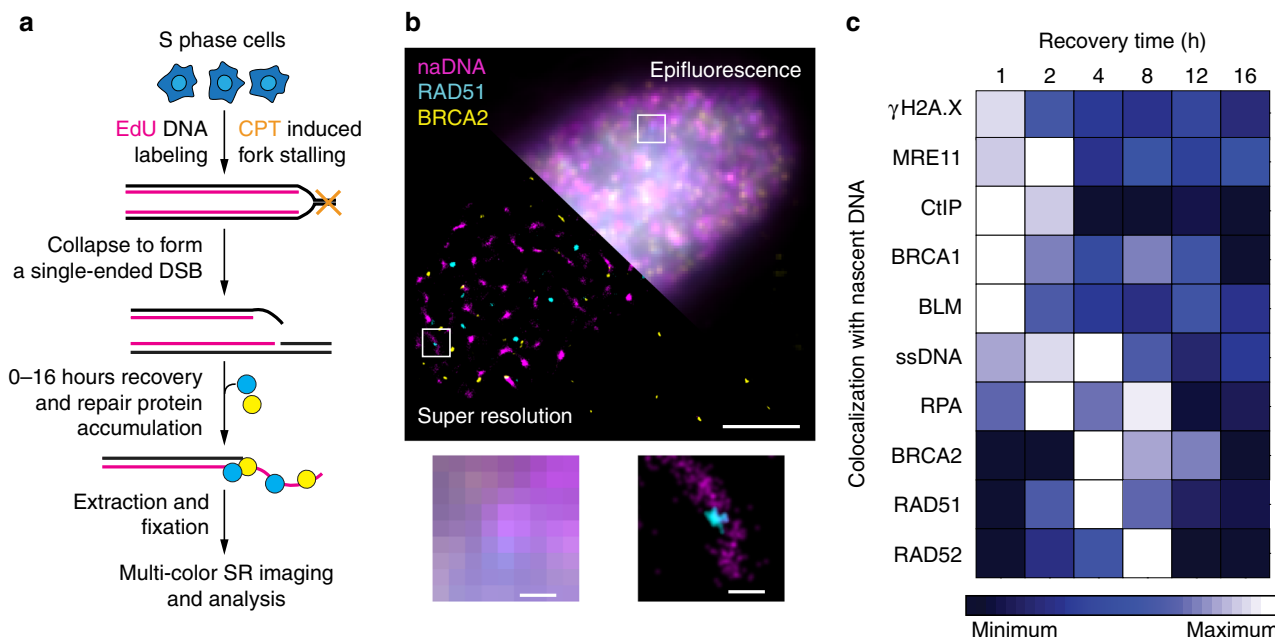 a
S phase cells
EdU DNA
labeling
CPT induced
fork stalling
Collapse to form
a single-ended DSB
0–16 hours recovery
and repair protein
accumulation
Extraction and
fixation
Multi-color SR imaging
and analysis
b
naDNA
RAD51
BRCA2
Epifluorescence
Super resolution
c
Recovery time (h)
1 2 4 8 12 16
Colocalization with nascent DNA
γH2A.X
MRE11
CtIP
BRCA1
BLM
ssDNA
RPA
BRCA2
RAD51
RAD52
Minimum Maximum